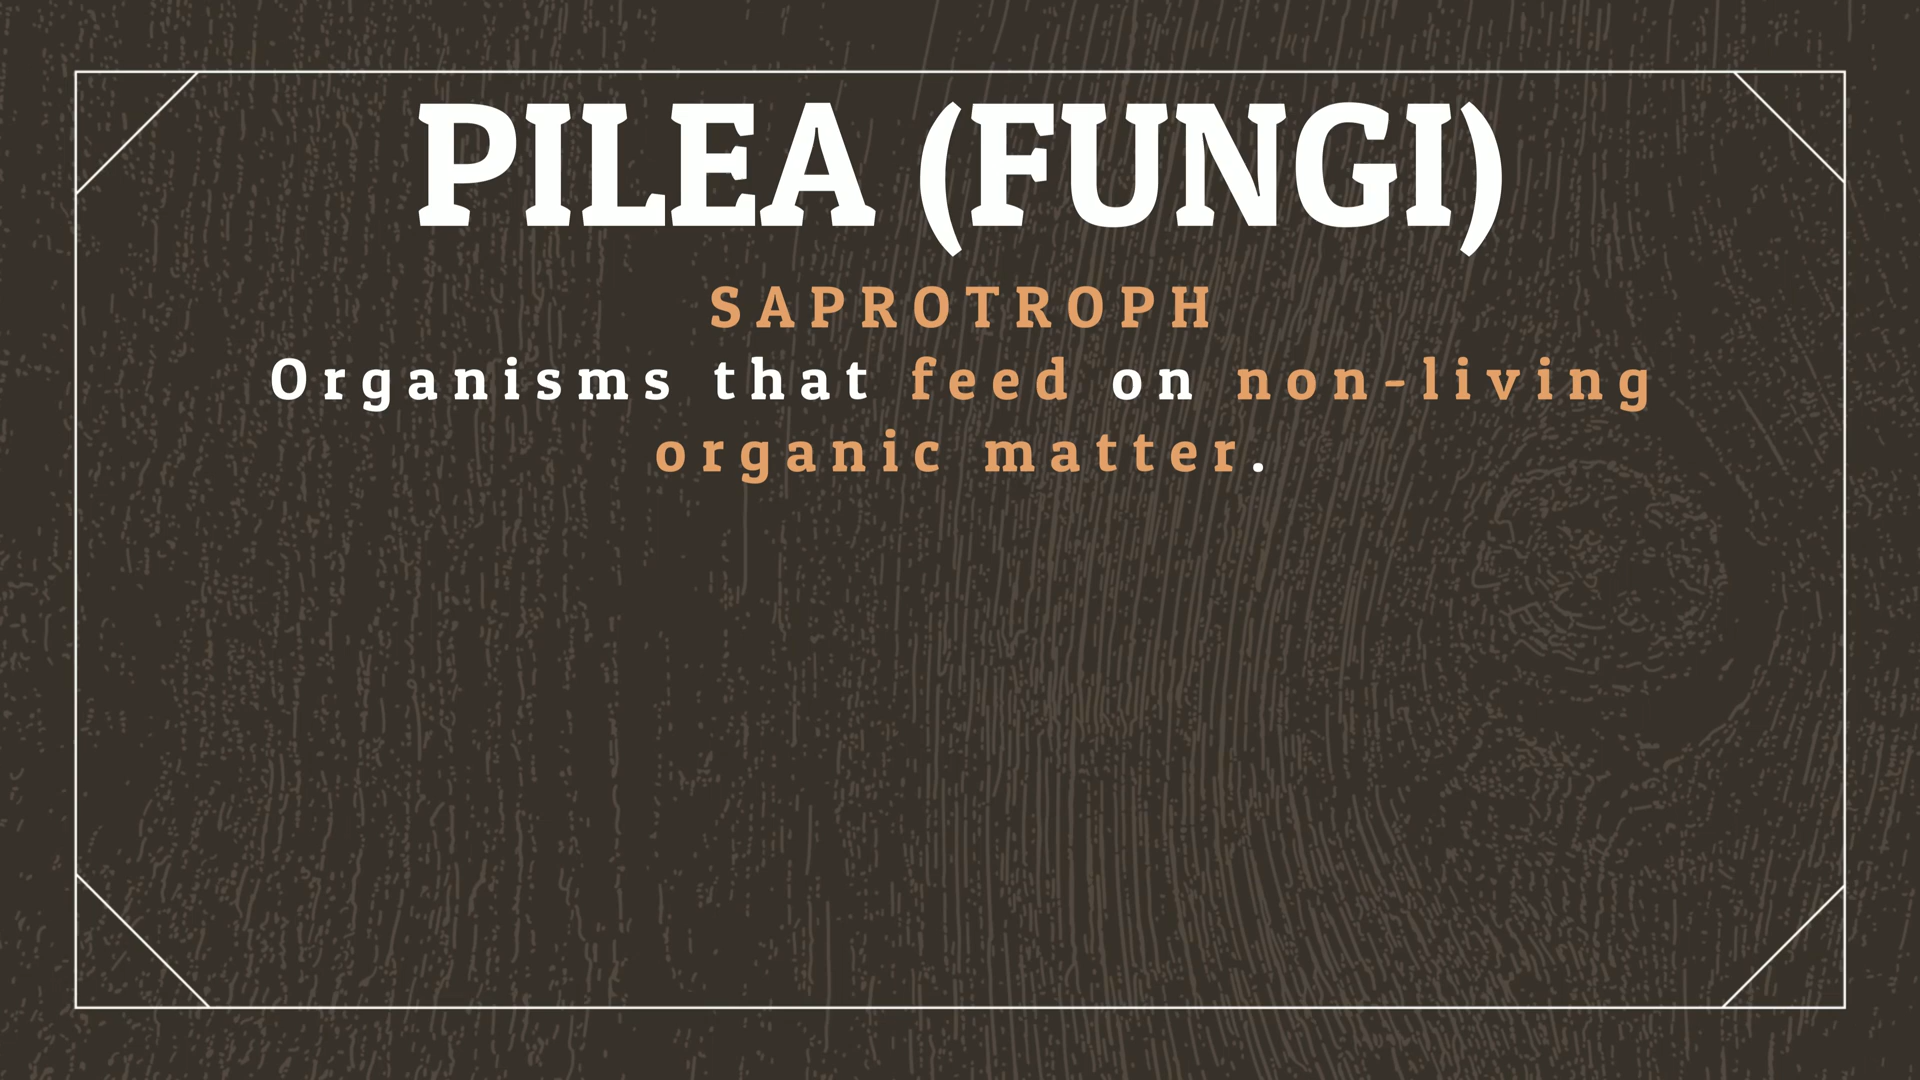 PILEA (FUNGI)
SAPROTROPH
Organisms that feed on non-living
organic matter.